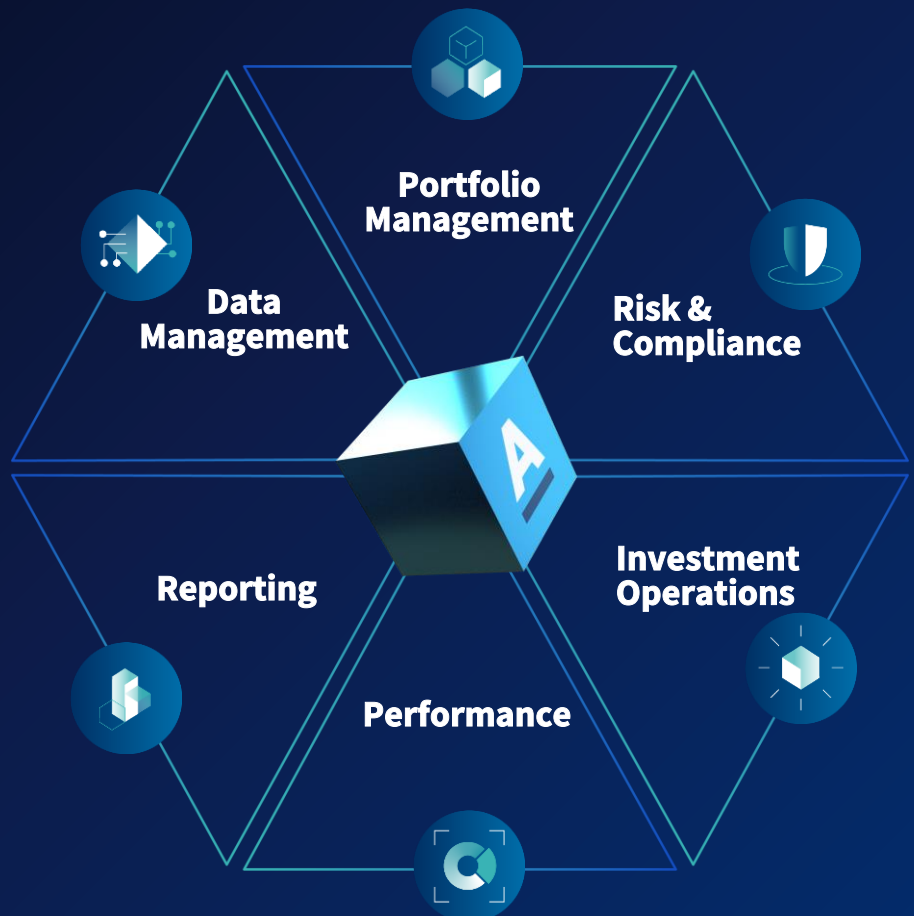 Portfolio
Management
Data
Management
Risk &
Compliance
A
Reporting
Investment
Operations
Performance